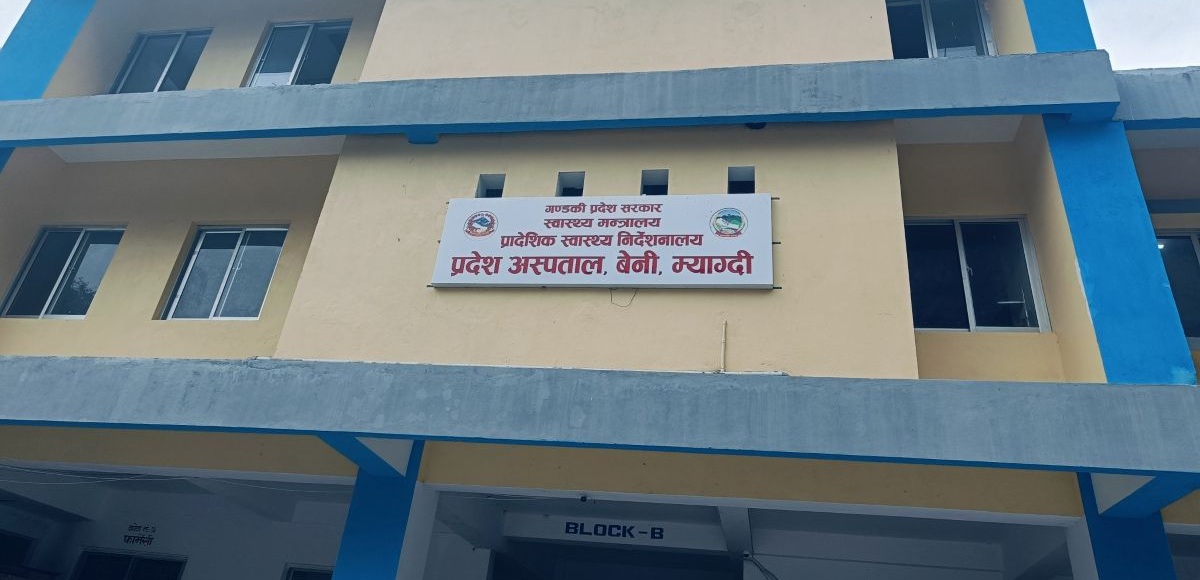 गण्डकी प्रदेश सरकार
स्वास्थ्य मन्त्रालय
प्रादेशिक स्वास्थ्य निर्देशनालय
प्रदेश अस्पताल, बेनी, म्याग्दी
BLOCK-B
फार्मेसी